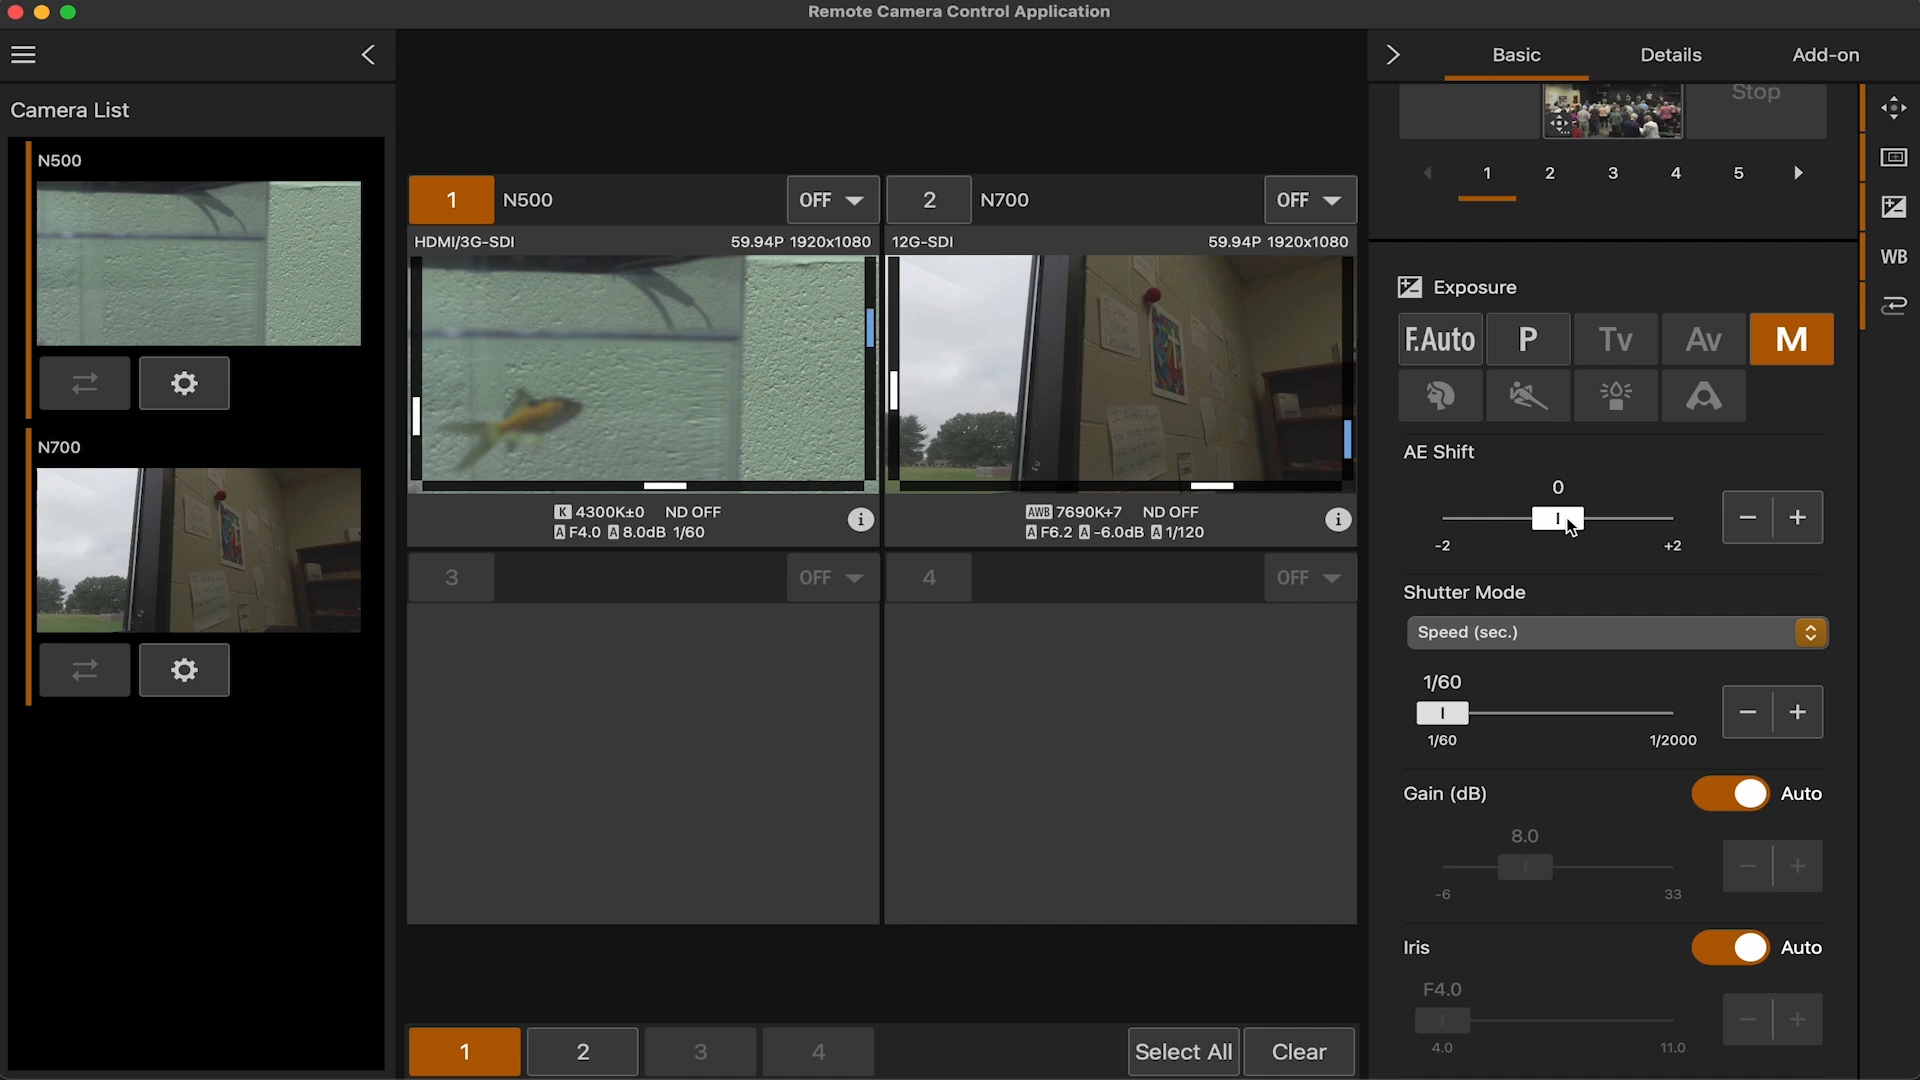 Remote Camera Control Application
Basic
Details
Add-on
Camera List
N500
N700
1
N500
OFF
2
N700
OFF
HDMI/3G-SDI
59.94P 1920x1080
12G-SDI
59.94P 1920x1080
K 4300K±0 ND OFF
A F4.0 A 8.0dB 1/60
AWB 7690K+7 ND OFF
A F6.2 A -6.0dB A 1/120
3
OFF
4
OFF
1
2
3
4
Select All
Clear
Stop
1
2
3
4
5
Exposure
F.Auto
P
Tv
Av
M
AE Shift
0
-2
+2
Shutter Mode
Speed (sec.)
1/60
1/60
1/2000
Gain (dB)
Auto
8.0
-6
33
Iris
Auto
F4.0
4.0
11.0
WB